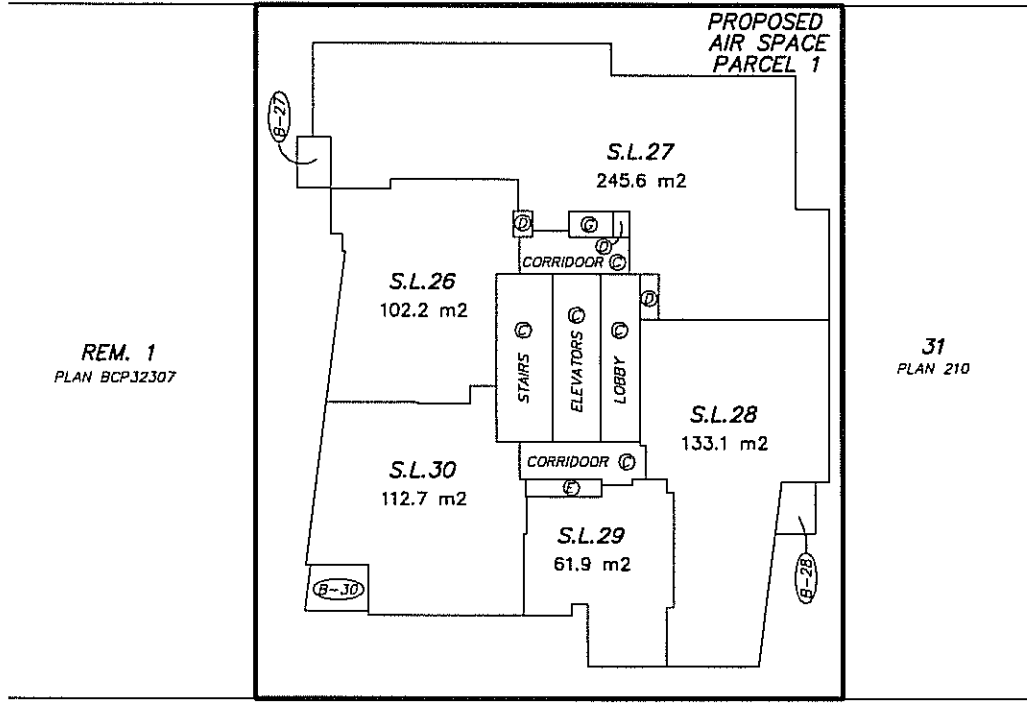 PROPOSED
AIR SPACE
PARCEL 1
B-27
S.L.27
245.6 m2
D
G
D
CORRIDOOR C
S.L.26
102.2 m2
D
STAIRS C
ELEVATORS C
LOBBY C
REM. 1
PLAN BCP32307
31
PLAN 210
S.L.28
133.1 m2
CORRIDOOR C
S.L.30
112.7 m2
E
S.L.29
61.9 m2
B-30
B-28